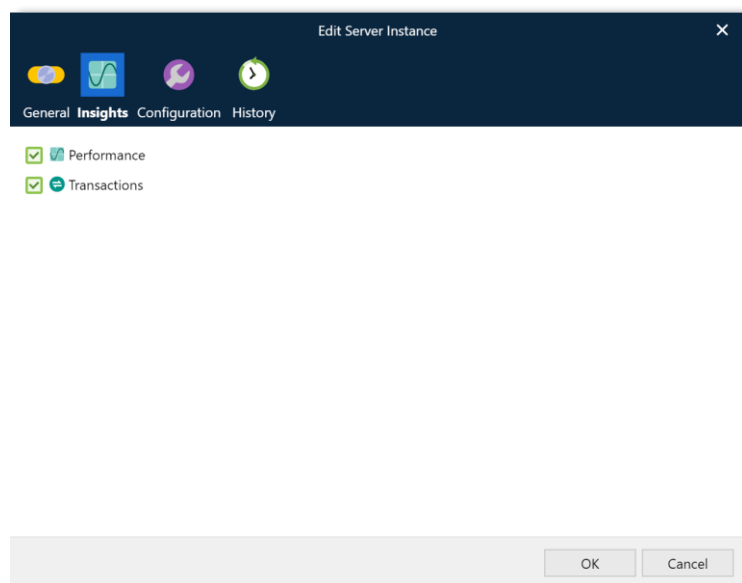 Edit Server Instance
General Insights Configuration History
Performance
Transactions
OK Cancel